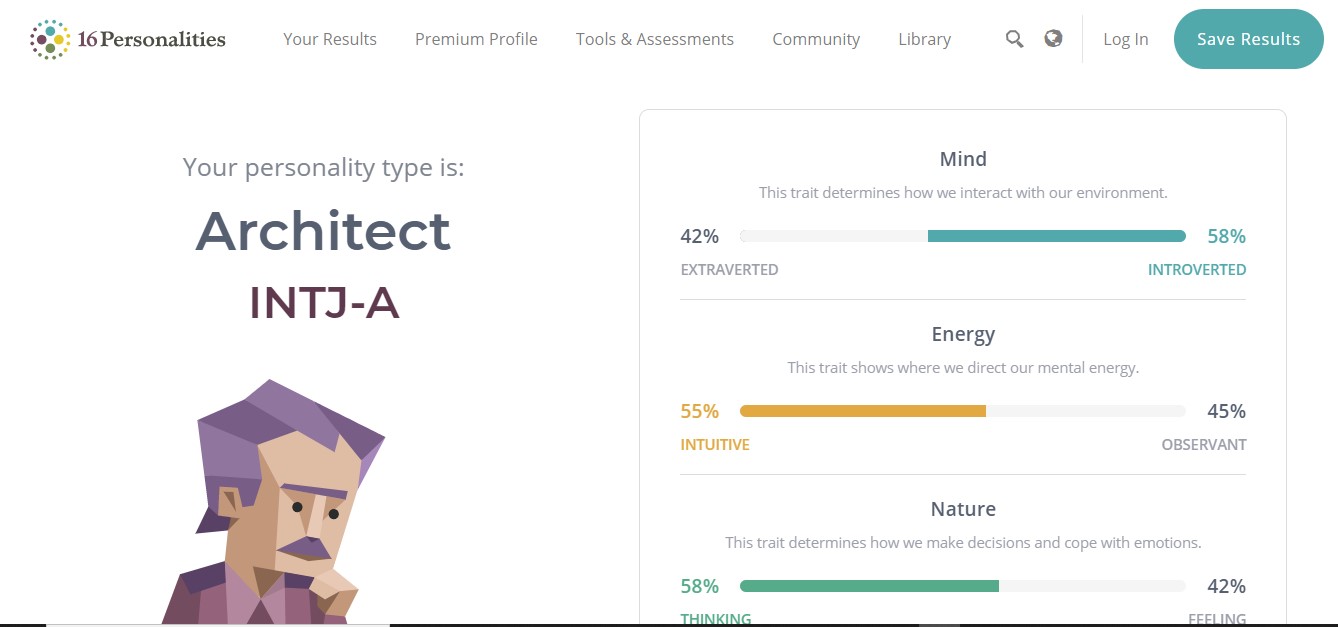 16Personalities
Your Results
Premium Profile
Tools & Assessments
Community
Library
Log In
Save Results
Your personality type is:
Architect
INTJ-A
Mind
This trait determines how we interact with our environment.
42%
58%
EXTRAVERTED
INTROVERTED
Energy
This trait shows where we direct our mental energy.
55%
45%
INTUITIVE
OBSERVANT
Nature
This trait determines how we make decisions and cope with emotions.
58%
42%
THINKING
FEELING